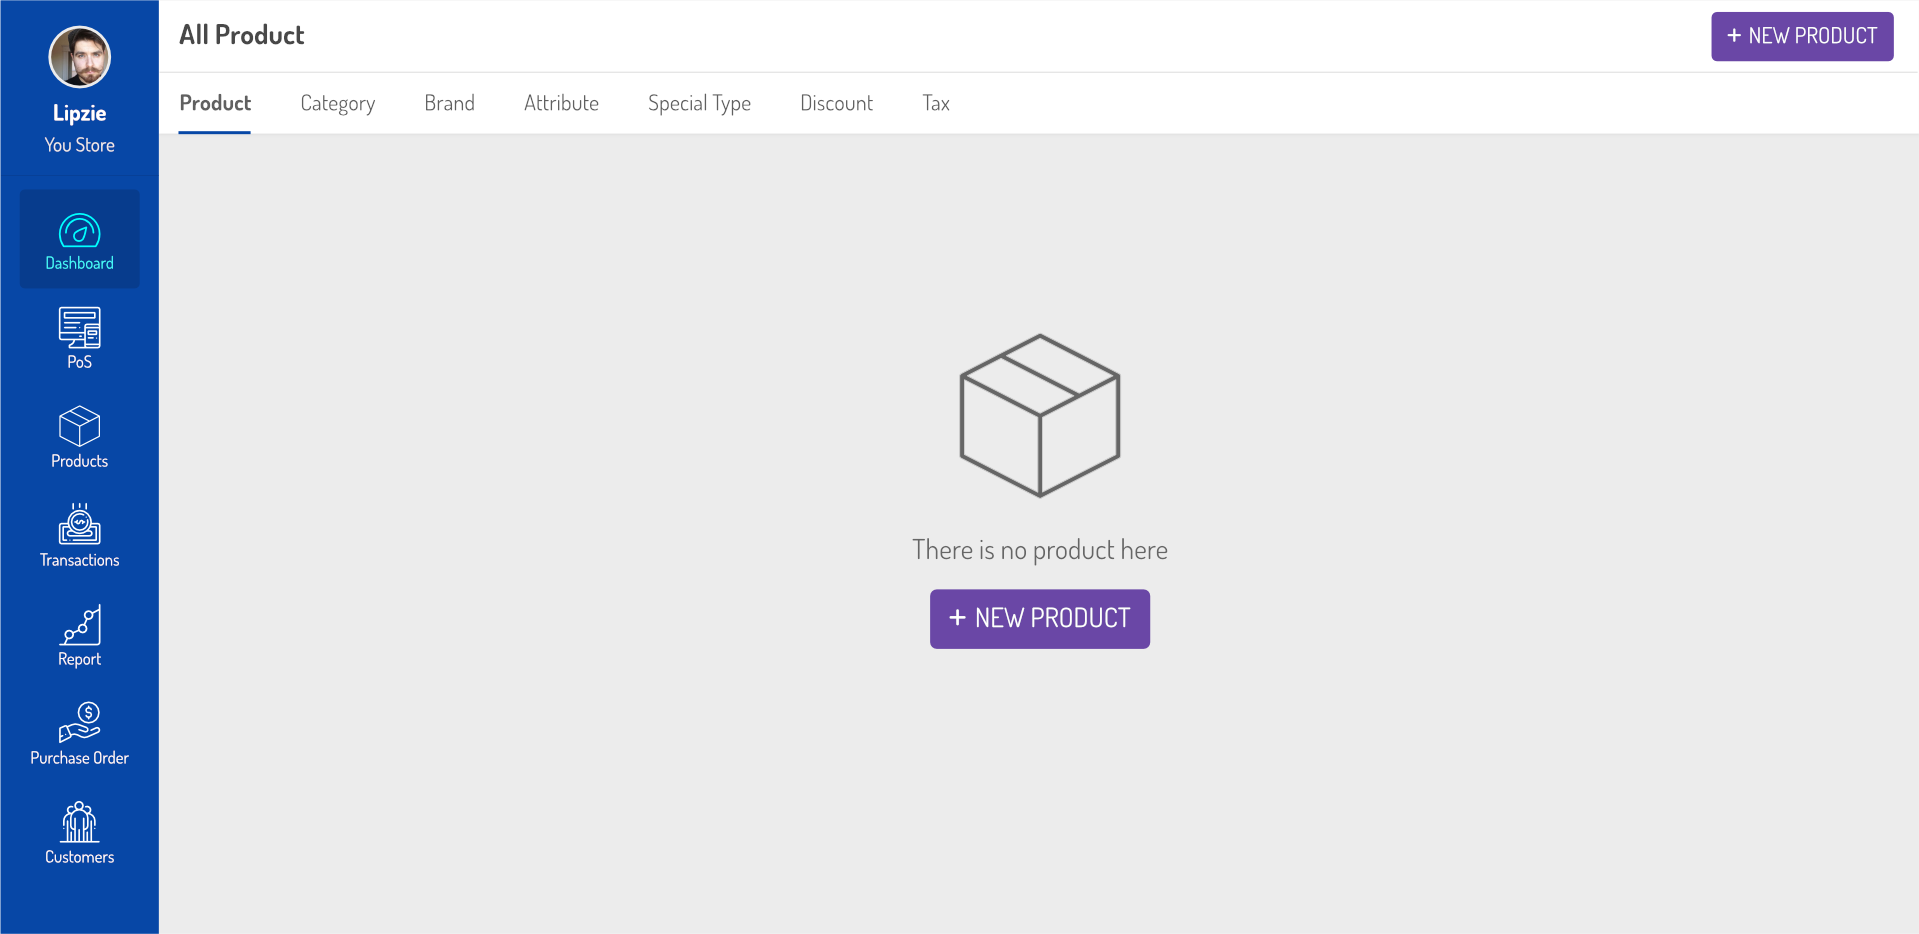 Lipzie
You Store
Dashboard
PoS
Products
Transactions
Report
$
Purchase Order
Customers
All Product
+ NEW PRODUCT
Product Category Brand Attribute Special Type Discount Tax
There is no product here
+ NEW PRODUCT